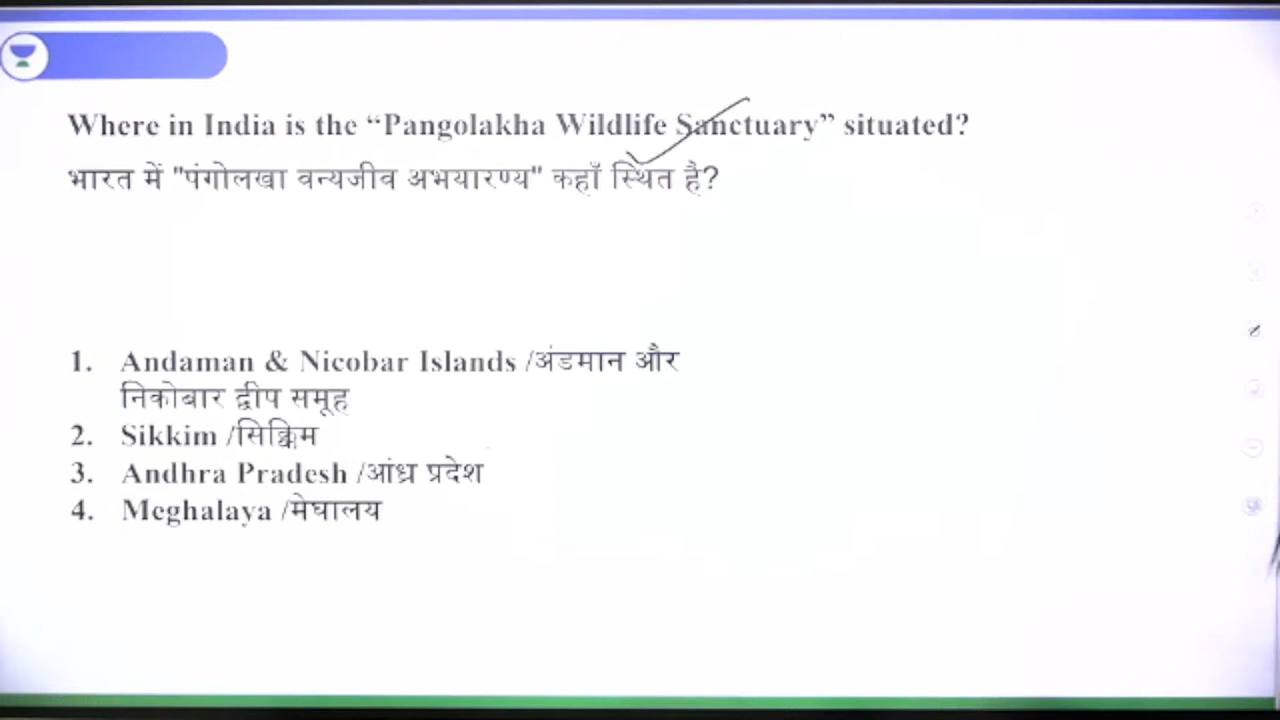 Where in India is the “Pangolakha Wildlife Sanctuary” situated?
भारत में "पंगोलखा वन्यजीव अभयारण्य" कहाँ स्थित है?
1. Andaman & Nicobar Islands /अंडमान और
निकोबार द्वीप समूह
2. Sikkim /सिक्किम
3. Andhra Pradesh /आंध्र प्रदेश
4. Meghalaya /मेघालय